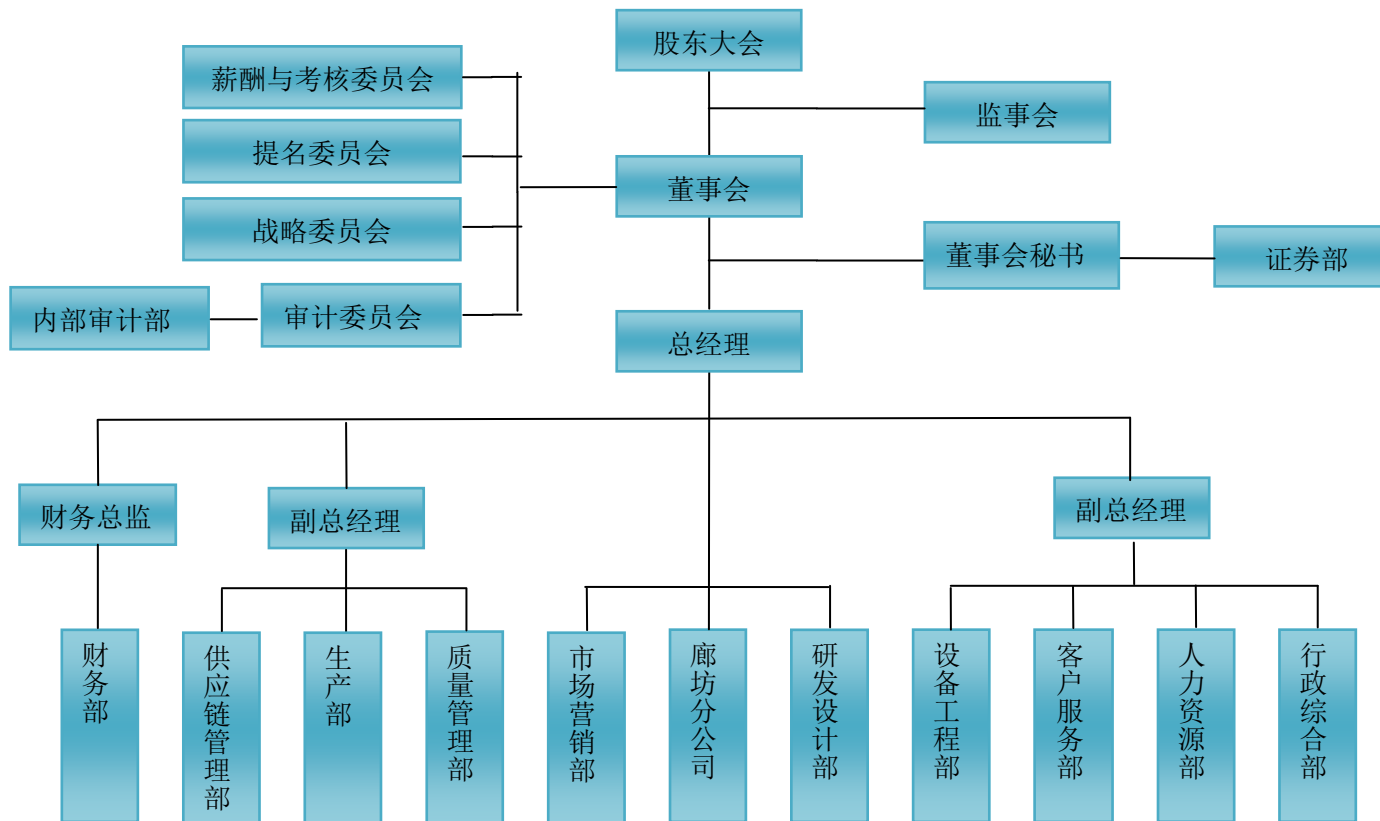 股东大会
薪酬与考核委员会
监事会
提名委员会
董事会
战略委员会
董事会秘书
证券部
内部审计部
审计委员会
总经理
财务总监
副总经理
副总经理
财务部
供应链管理部
生产部
质量管理部
市场营销部
廊坊分公司
研发设计部
设备工程部
客户服务部
人力资源部
行政综合部